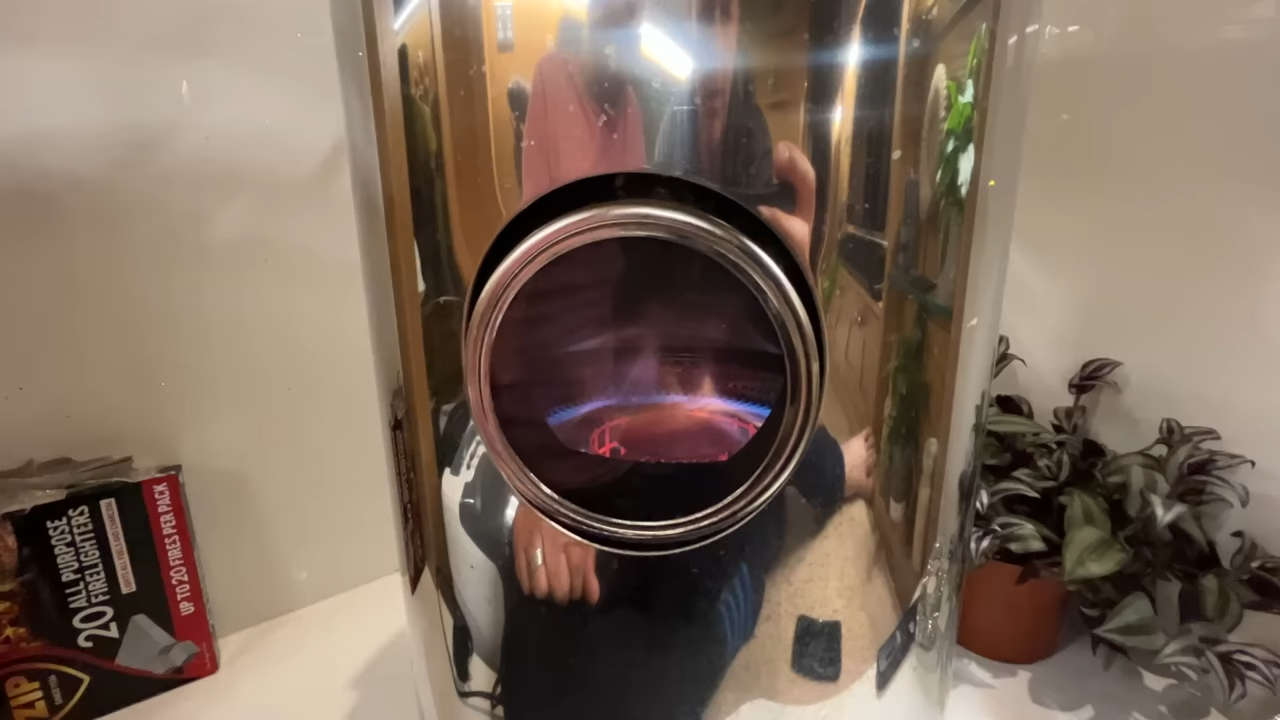 20 ALL PURPOSE
FIRELIGHTERS
UP TO 20 FIRES PER PACK
ZIP